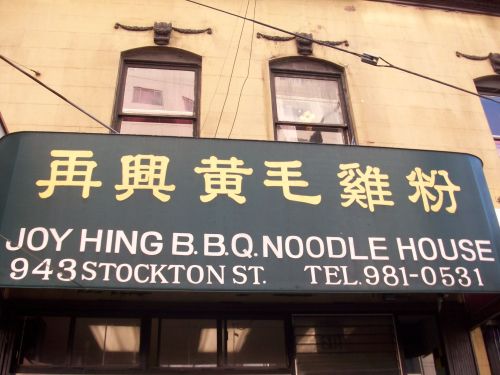 再興黃毛雞粉
JOY HING B.B.Q. NOODLE HOUSE
943 STOCKTON ST. TEL. 981-0531